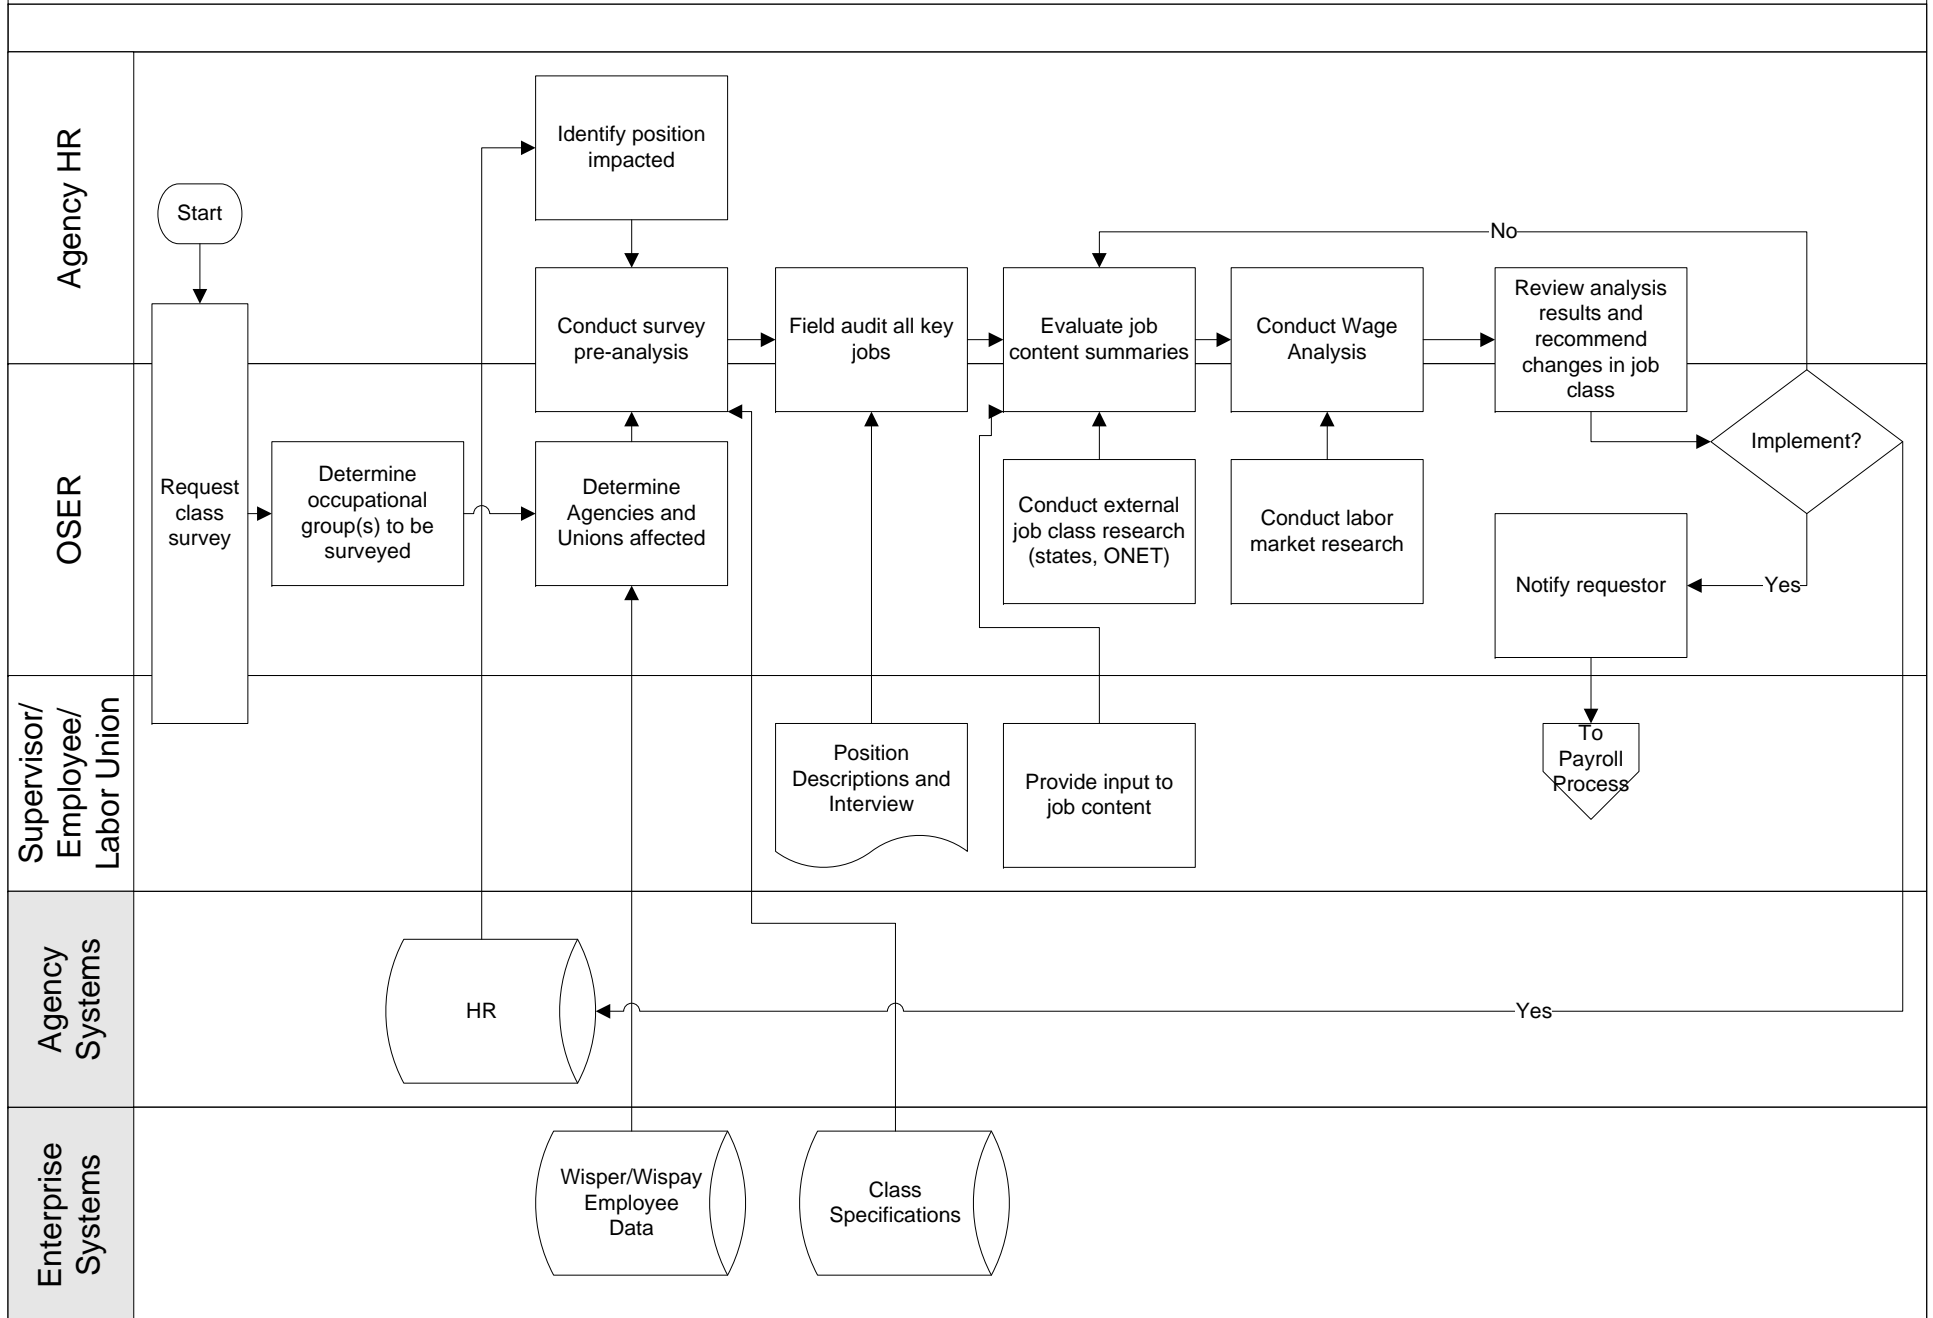 Agency HR
Start
Identify position
impacted
No
Conduct survey
pre-analysis
Field audit all key
jobs
Evaluate job
content summaries
Conduct Wage
Analysis
Review analysis
results and
recommend
changes in job
class
OSER
Request
class
survey
Determine
occupational
group(s) to be
surveyed
Determine
Agencies and
Unions affected
Conduct external
job class research
(states, ONET)
Conduct labor
market research
Implement?
Notify requestor
Yes
Supervisor/
Employee/
Labor Union
Position
Descriptions and
Interview
Provide input to
job content
To
Payroll
Process
Agency
Systems
HR
Yes
Enterprise
Systems
Wisper/Wispay
Employee
Data
Class
Specifications